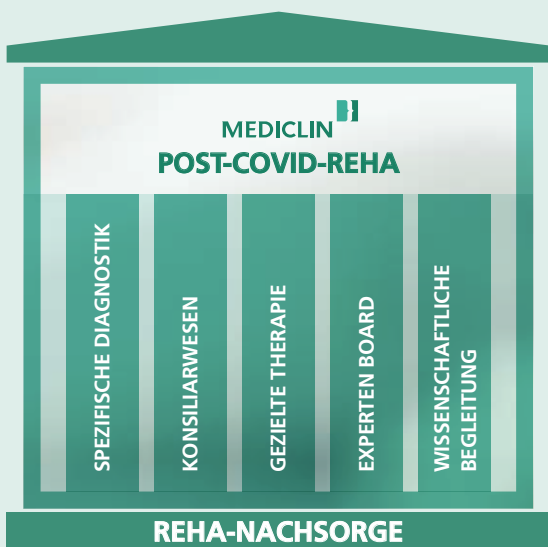 MEDICLIN
POST-COVID-REHA
SPEZIFISCHE DIAGNOSTIK
KONSILIARWESEN
GEZIELTE THERAPIE
EXPERTEN BOARD
WISSENSCHAFTLICHE
BEGLEITUNG
REHA-NACHSORGE